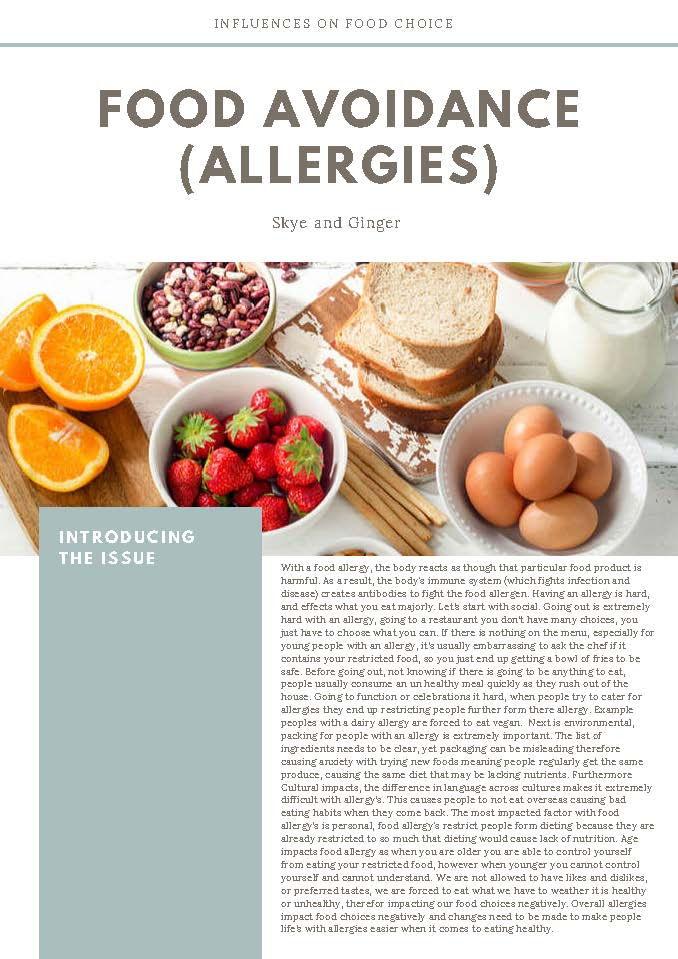 INFLUENCES ON FOOD CHOICE
FOOD AVOIDANCE
(ALLERGIES)
Skye and Ginger
INTRODUCING
THE ISSUE
With a food allergy, the body reacts as though that particular food product is
harmful. As a result, the body's immune system (which fights infection and
disease) creates antibodies to fight the food allergen. Having an allergy is hard,
and effects what you eat majorly. Let's start with social. Going out is extremely
hard with an allergy, going to a restaurant you don't have many choices, you
just have to choose what you can. If there is nothing on the menu, especially for
young people with an allergy, it's usually embarrassing to ask the chef if it
contains your restricted food, so you just end up getting a bowl of fries to be
safe. Before going out, not knowing if there is going to be anything to eat,
people usually consume an un healthy meal quickly as they rush out of the
house. Going to function or celebrations it hard, when people try to cater for
allergies they end up restricting people further form there allergy. Example
peoples with a dairy allergy are forced to eat vegan. Next is environmental,
packing for people with an allergy is extremely important. The list of
ingredients needs to be clear, yet packaging can be misleading therefore
causing anxiety with trying new foods meaning people regularly get the same
produce, causing the same diet that may be lacking nutrients. Furthermore
Cultural impacts, the difference in language across cultures makes it extremely
difficult with allergy's. This causes people to not eat overseas causing bad
eating habits when they come back. The most impacted factor with food
allergy's is personal, food allergy's restrict people form dieting because they are
already restricted to so much that dieting would cause lack of nutrition. Age
impacts food allergy as when you are older you are able to control yourself
from eating your restricted food, however when younger you cannot control
yourself and cannot understand. We are not allowed to have likes and dislikes,
or preferred tastes, we are forced to eat what we have to weather it is healthy
or unhealthy, therefor impacting our food choices negatively. Overall allergies
impact food choices negatively and changes need to be made to make people
life's with allergies easier when it comes to eating healthy.